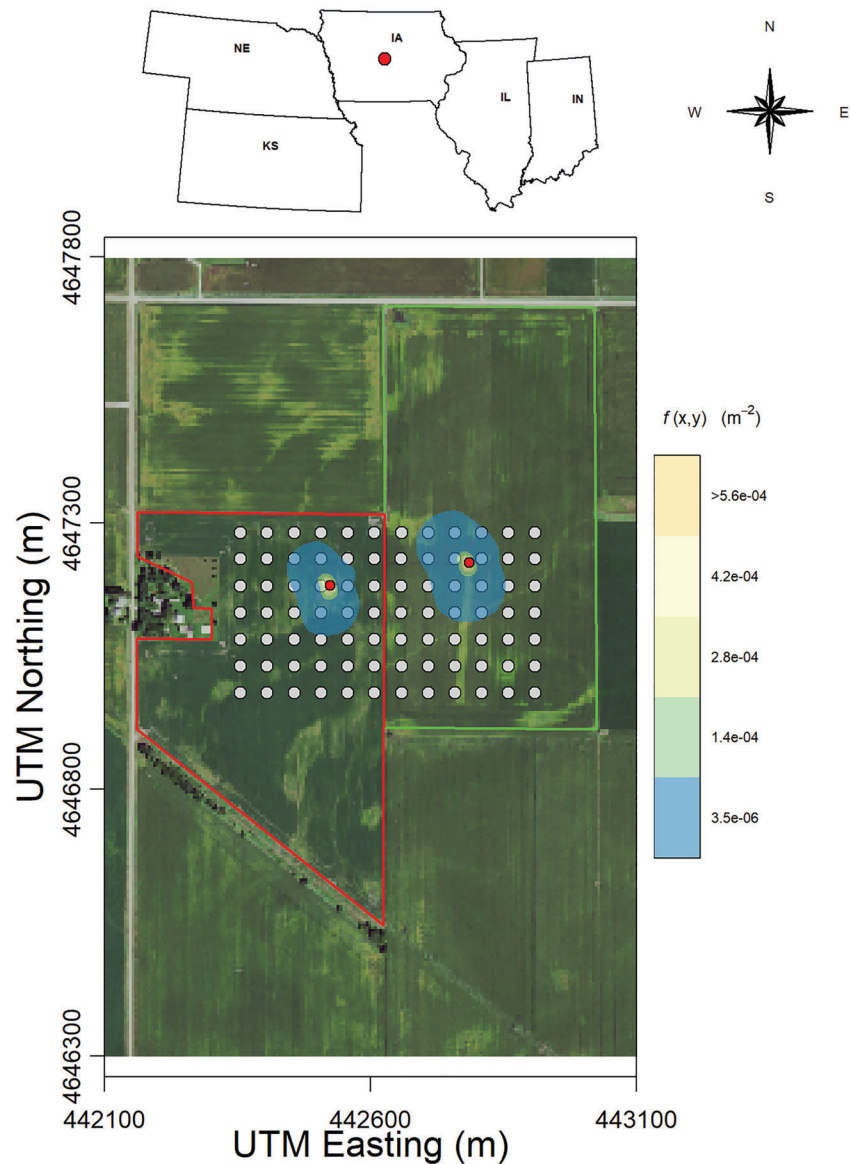 NE
IA
IL
IN
KS
N
W
E
S
4647800
4647300
4646800
4646300
UTM Northing (m)
442100
442600
443100
UTM Easting (m)
f (x,y) (m⁻²)
>5.6e-04
4.2e-04
2.8e-04
1.4e-04
3.5e-06